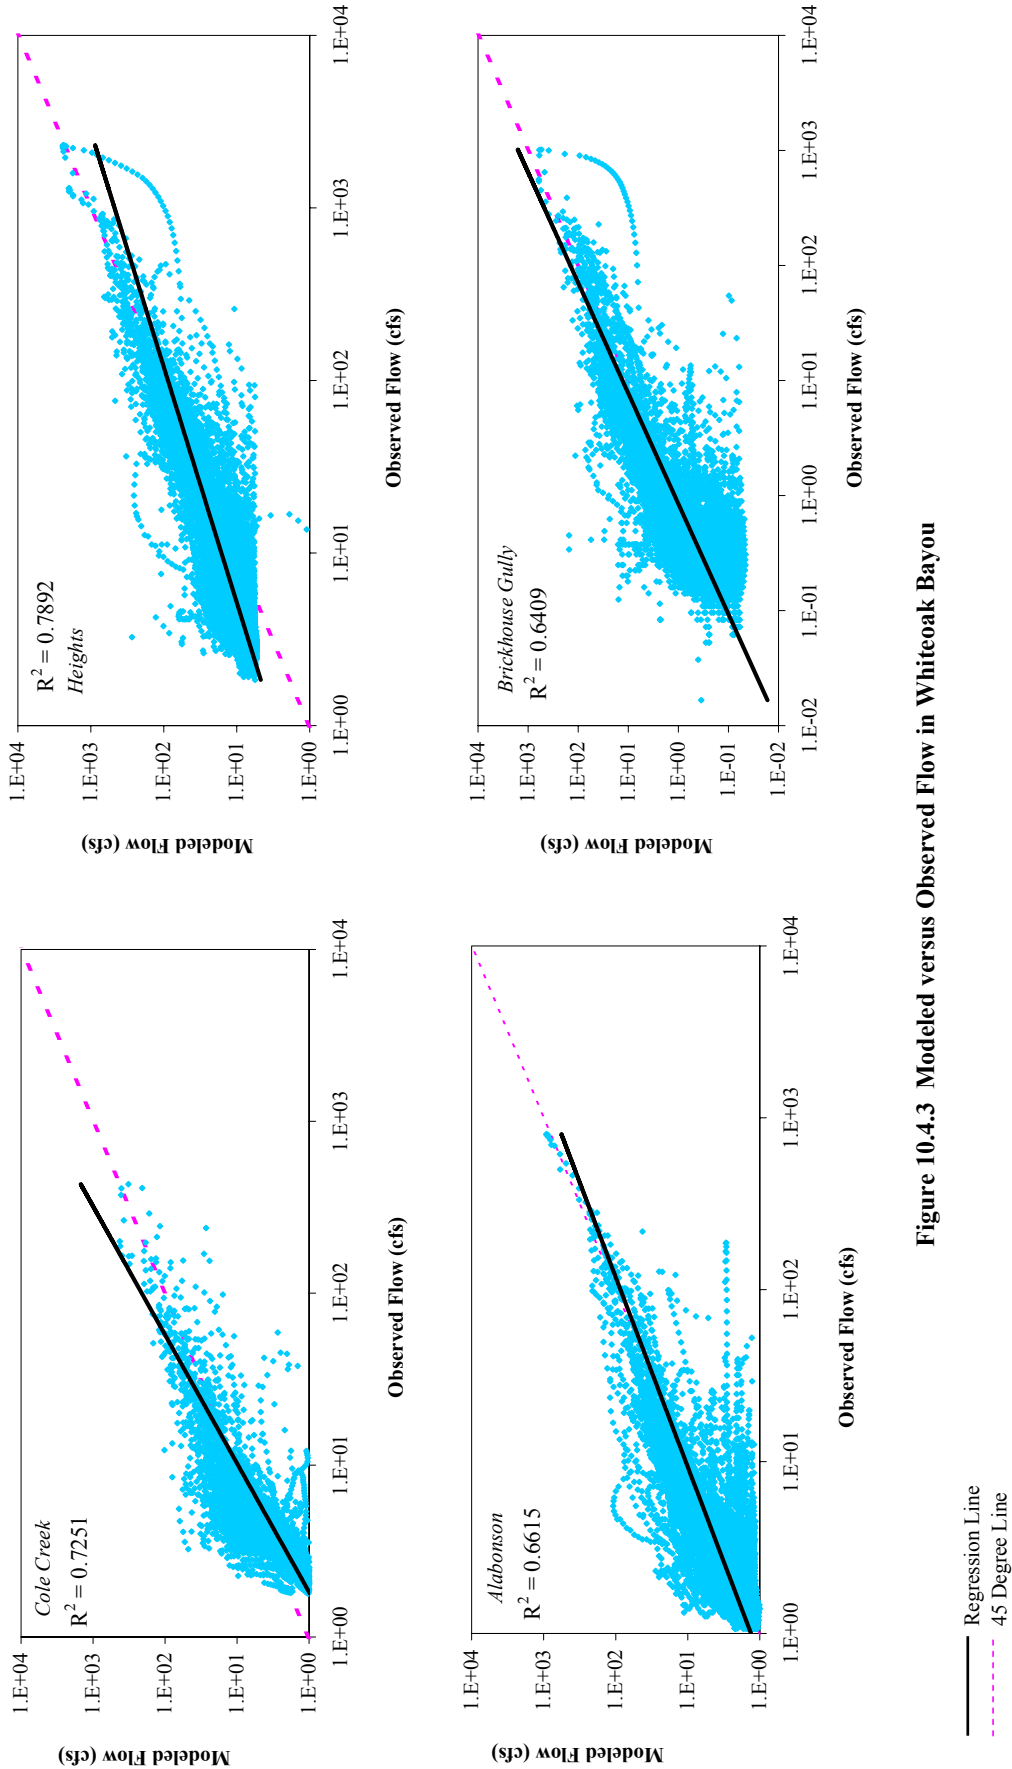 Cole Creek
R² = 0.7251
1.E+04
1.E+03
1.E+02
1.E+01
1.E+00
Modeled Flow (cfs)
1.E+00
1.E+01
1.E+02
1.E+03
1.E+04
Observed Flow (cfs)
R² = 0.7892
Heights
1.E+04
1.E+03
1.E+02
1.E+01
1.E+00
Modeled Flow (cfs)
1.E+00
1.E+01
1.E+02
1.E+03
1.E+04
Observed Flow (cfs)
Alabonson
R² = 0.6615
1.E+04
1.E+03
1.E+02
1.E+01
1.E+00
Modeled Flow (cfs)
1.E+00
1.E+01
1.E+02
1.E+03
1.E+04
Observed Flow (cfs)
Brickhouse Gully
R² = 0.6409
1.E+04
1.E+03
1.E+02
1.E+01
1.E+00
1.E-01
1.E-02
Modeled Flow (cfs)
1.E-02
1.E-01
1.E+00
1.E+01
1.E+02
1.E+03
1.E+04
Observed Flow (cfs)
Regression Line
45 Degree Line
Figure 10.4.3 Modeled versus Observed Flow in Whiteoak Bayou